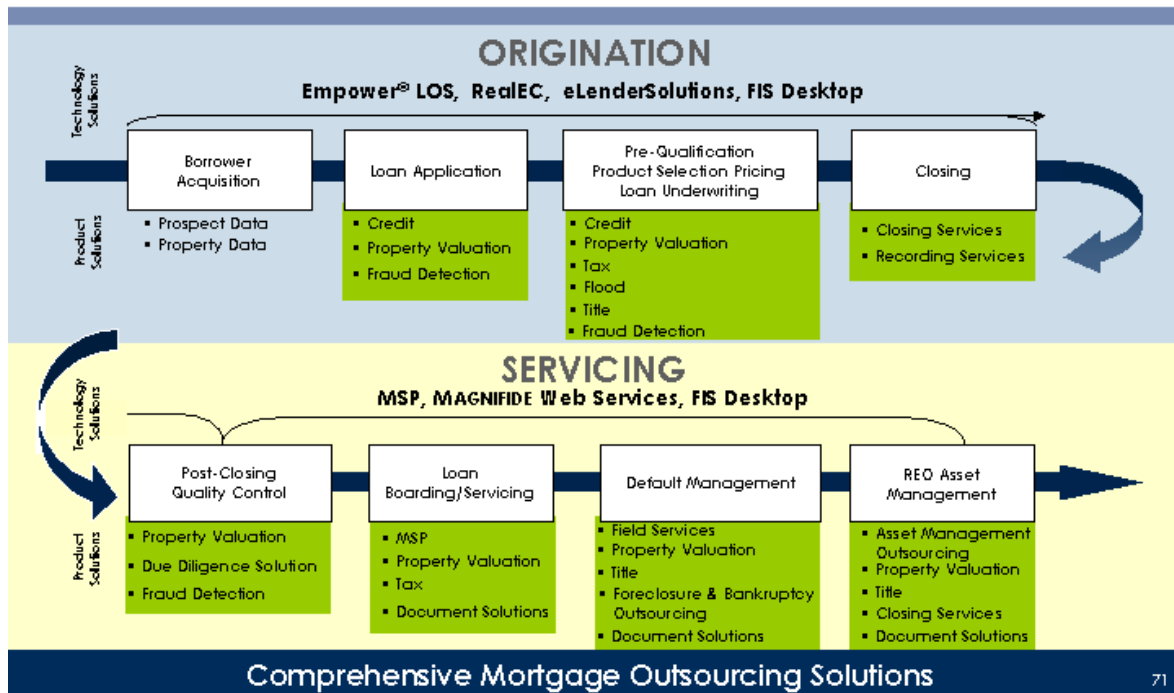 ORIGINATION
Empower® LOS, RealEC, eLenderSolutions, FIS Desktop
Technology
Solutions
Borrower
Acquisition
Loan Application
Pre-Qualification
Product Selection Pricing
Loan Underwriting
Closing
Product
Solutions
▪ Prospect Data
▪ Property Data
▪ Credit
▪ Property Valuation
▪ Fraud Detection
▪ Credit
▪ Property Valuation
▪ Tax
▪ Flood
▪ Title
▪ Fraud Detection
▪ Closing Services
▪ Recording Services
SERVICING
MSP, MAGNIFIDE Web Services, FIS Desktop
Technology
Solutions
Post-Closing
Quality Control
Loan
Boarding/Servicing
Default Management
REO Asset
Management
Product
Solutions
▪ Property Valuation
▪ Due Diligence Solution
▪ Fraud Detection
▪ MSP
▪ Property Valuation
▪ Tax
▪ Document Solutions
▪ Field Services
▪ Property Valuation
▪ Title
▪ Foreclosure & Bankruptcy
Outsourcing
▪ Document Solutions
▪ Asset Management
Outsourcing
▪ Property Valuation
▪ Title
▪ Closing Services
▪ Document Solutions
Comprehensive Mortgage Outsourcing Solutions
71